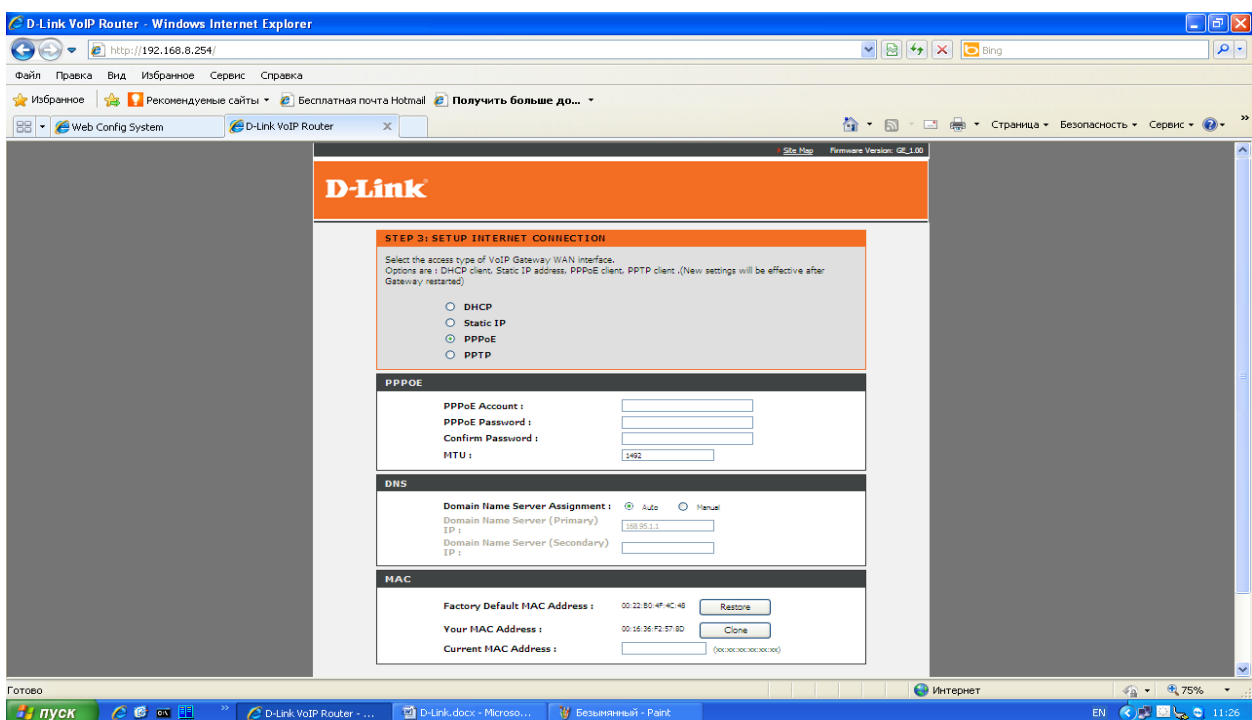 D-Link VoIP Router - Windows Internet Explorer
http://192.168.8.254/
Bing
Файл Правка Вид Избранное Сервис Справка
Избранное Рекомендуемые сайты Бесплатная почта Hotmail Получить больше до...
Web Config System D-Link VoIP Router Страница Безопасность Сервис
Site Map Firmware Version: GE_1.00
D-Link
STEP 3: SETUP INTERNET CONNECTION
Select the access type of VoIP Gateway WAN interface.
Options are : DHCP client, Static IP address, PPPoE client, PPTP client .(New settings will be effective after
Gateway restarted)
DHCP
Static IP
PPPoE
PPTP
PPPOE
PPPoE Account :
PPPoE Password :
Confirm Password :
MTU : 1492
DNS
Domain Name Server Assignment : Auto Manual
Domain Name Server (Primary)
IP : 168.95.1.1
Domain Name Server (Secondary)
IP :
MAC
Factory Default MAC Address : 00:22:B0:4F:4C:48 Restore
Your MAC Address : 00:16:36:F2:57:8D Clone
Current MAC Address : (xx:xx:xx:xx:xx:xx)
Готово Интернет 75%
пуск D-Link VoIP Router - ... D-Link.docx - Microso... Безымянный - Paint EN 11:26